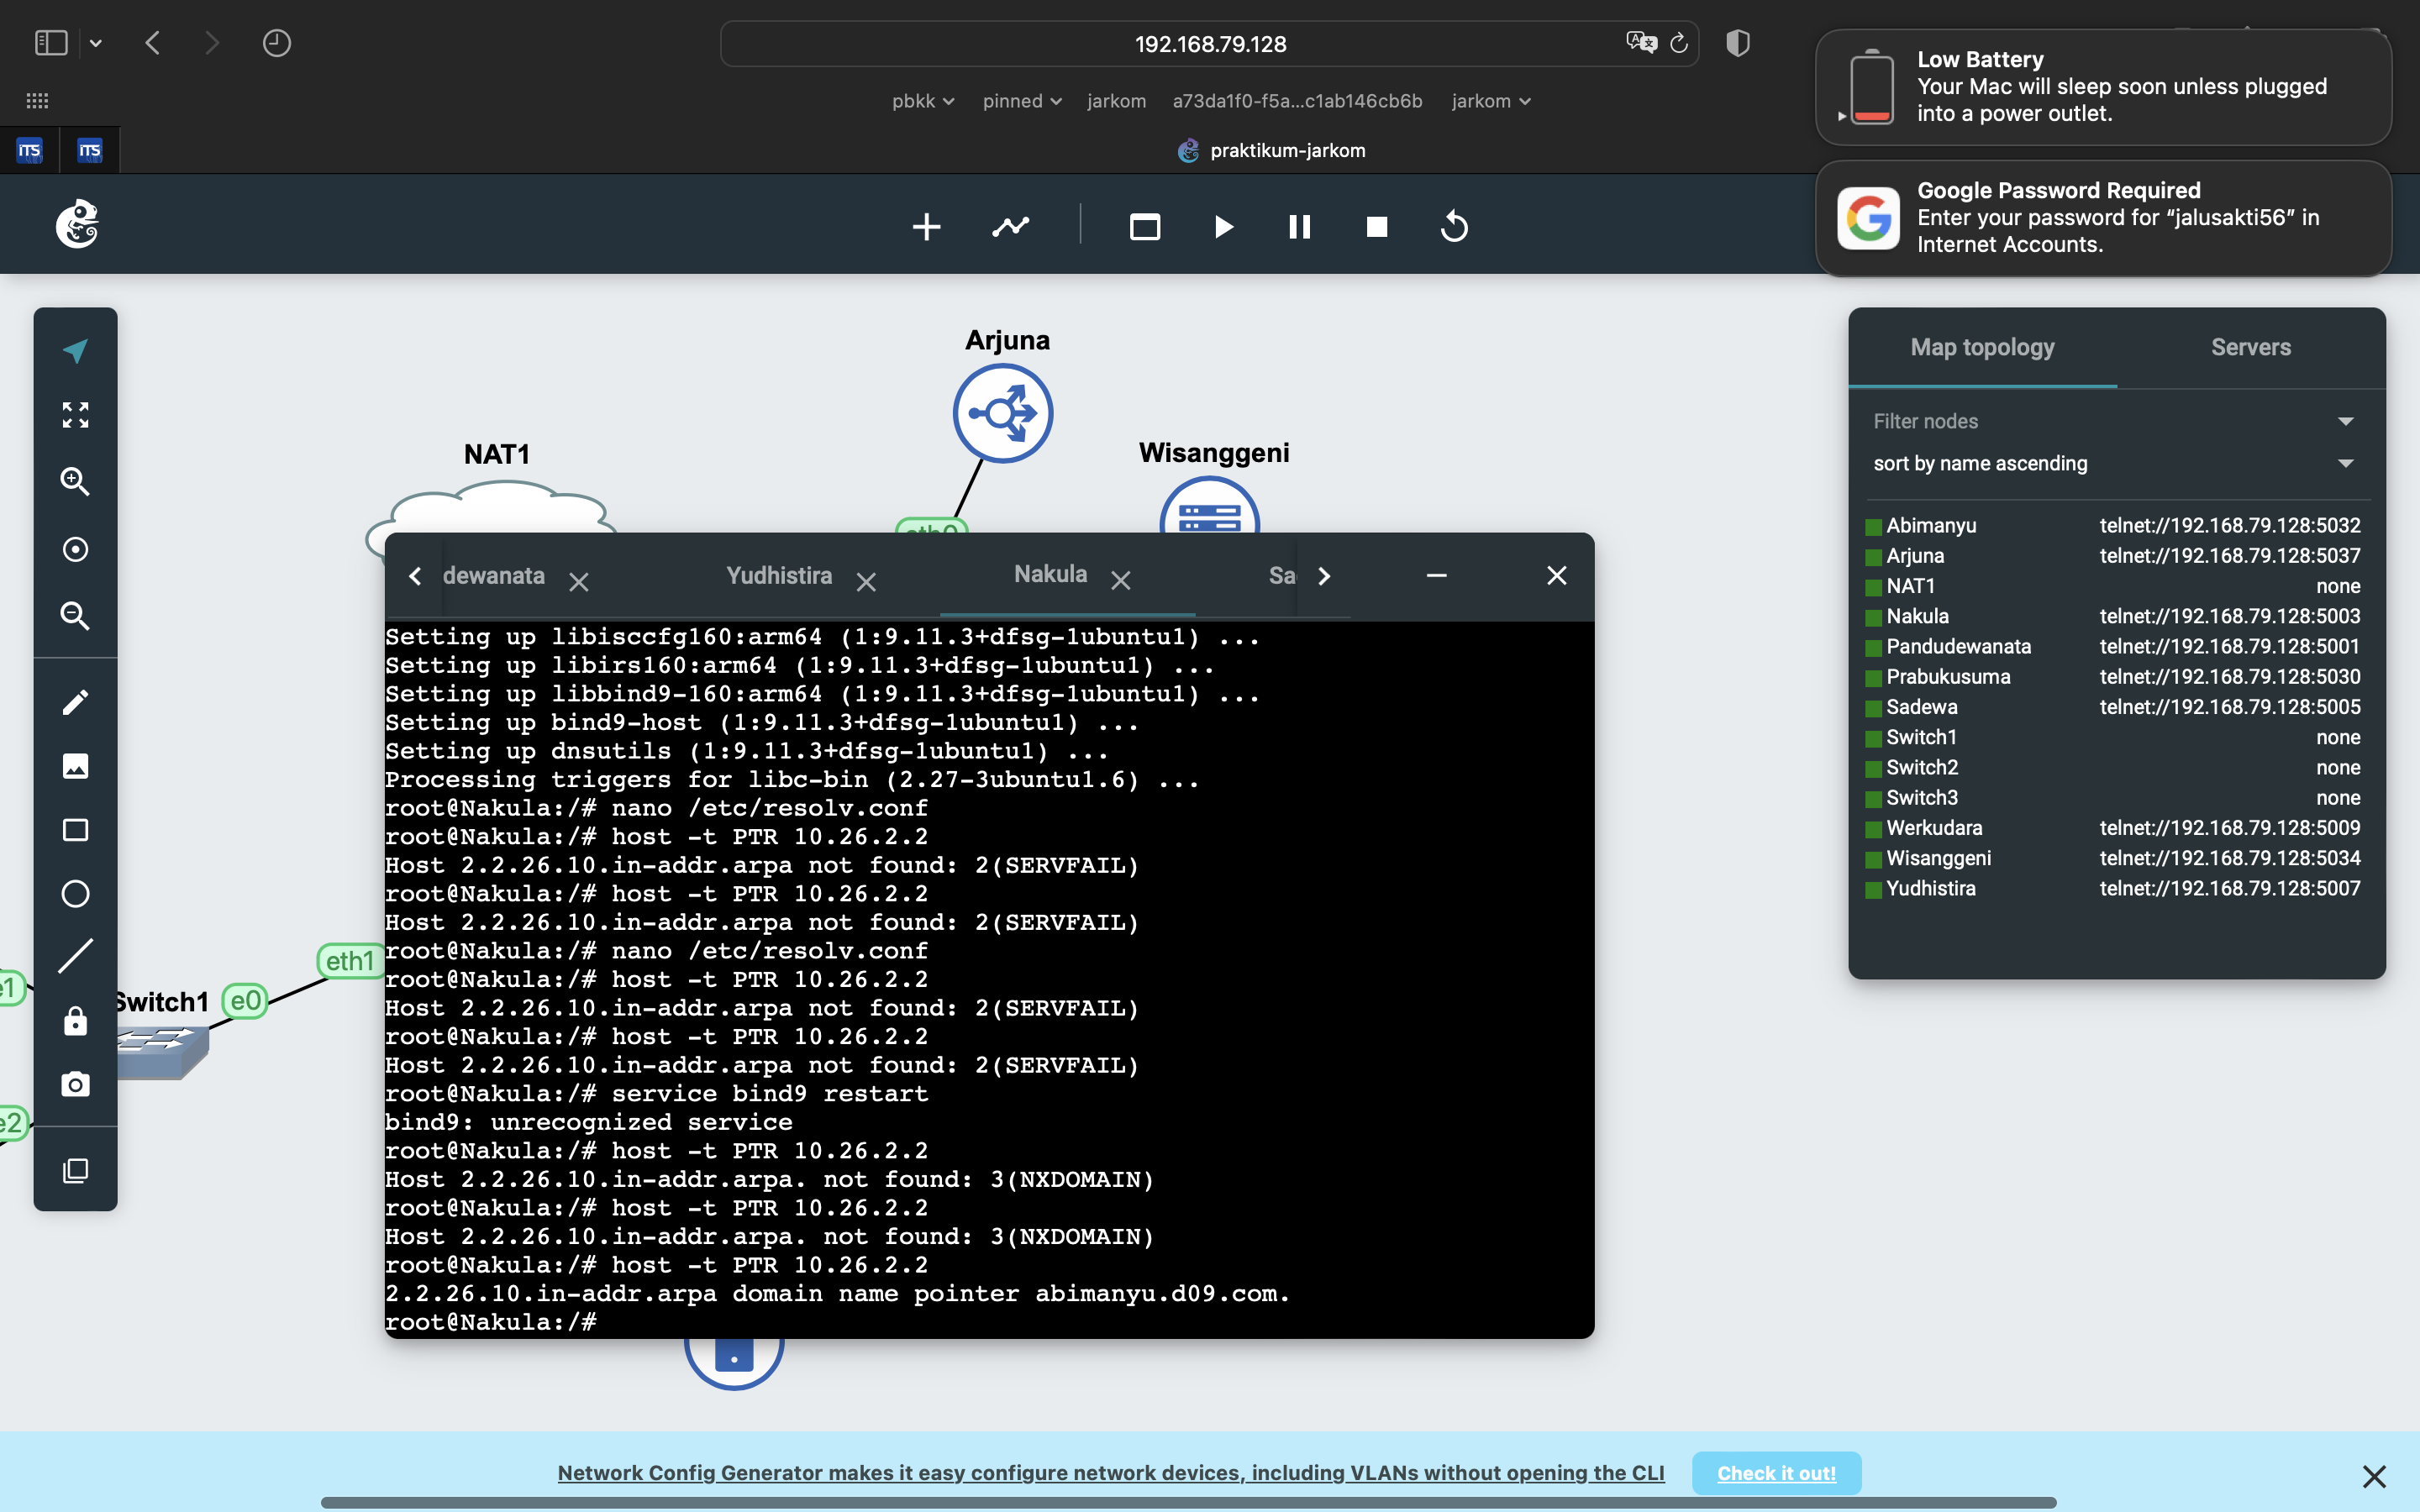 192.168.79.128
Low Battery
Your Mac will sleep soon unless plugged
into a power outlet.
pbkk
pinned
jarkom
a73da1f0-f5a...c1ab146cb6b
jarkom
iTS
iTS
praktikum-jarkom
Google Password Required
Enter your password for “jalusakti56” in
Internet Accounts.
Arjuna
NAT1
Wisanggeni
eth0
Map topology
Servers
Filter nodes
sort by name ascending
Abimanyu telnet://192.168.79.128:5032
Arjuna telnet://192.168.79.128:5037
NAT1 none
Nakula telnet://192.168.79.128:5003
Pandudewanata telnet://192.168.79.128:5001
Prabukusuma telnet://192.168.79.128:5030
Sadewa telnet://192.168.79.128:5005
Switch1 none
Switch2 none
Switch3 none
Werkudara telnet://192.168.79.128:5009
Wisanggeni telnet://192.168.79.128:5034
Yudhistira telnet://192.168.79.128:5007
dewanata
Yudhistira
Nakula
Sa
Setting up libisccfg160:arm64 (1:9.11.3+dfsg-1ubuntu1) ...
Setting up libirs160:arm64 (1:9.11.3+dfsg-1ubuntu1) ...
Setting up libbind9-160:arm64 (1:9.11.3+dfsg-1ubuntu1) ...
Setting up bind9-host (1:9.11.3+dfsg-1ubuntu1) ...
Setting up dnsutils (1:9.11.3+dfsg-1ubuntu1) ...
Processing triggers for libc-bin (2.27-3ubuntu1.6) ...
root@Nakula:/# nano /etc/resolv.conf
root@Nakula:/# host -t PTR 10.26.2.2
Host 2.2.26.10.in-addr.arpa not found: 2(SERVFAIL)
root@Nakula:/# host -t PTR 10.26.2.2
Host 2.2.26.10.in-addr.arpa not found: 2(SERVFAIL)
root@Nakula:/# nano /etc/resolv.conf
root@Nakula:/# host -t PTR 10.26.2.2
Host 2.2.26.10.in-addr.arpa not found: 2(SERVFAIL)
root@Nakula:/# host -t PTR 10.26.2.2
Host 2.2.26.10.in-addr.arpa not found: 2(SERVFAIL)
root@Nakula:/# service bind9 restart
bind9: unrecognized service
root@Nakula:/# host -t PTR 10.26.2.2
Host 2.2.26.10.in-addr.arpa. not found: 3(NXDOMAIN)
root@Nakula:/# host -t PTR 10.26.2.2
Host 2.2.26.10.in-addr.arpa. not found: 3(NXDOMAIN)
root@Nakula:/# host -t PTR 10.26.2.2
2.2.26.10.in-addr.arpa domain name pointer abimanyu.d09.com.
root@Nakula:/#
eth1
e1
Switch1
e0
e2
Network Config Generator makes it easy configure network devices, including VLANs without opening the CLI
Check it out!